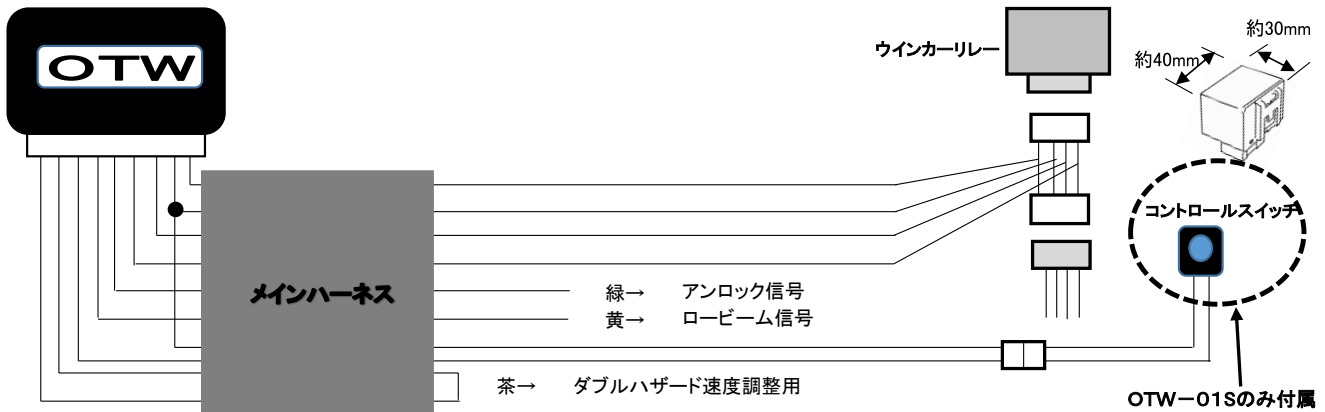 OTW
ウインカーリレー
約40mm
約30mm
コントロールスイッチ
メインハーネス
緑→ アンロック信号
黄→ ロービーム信号
茶→ ダブルハザード速度調整用
OTW－01Sのみ付属